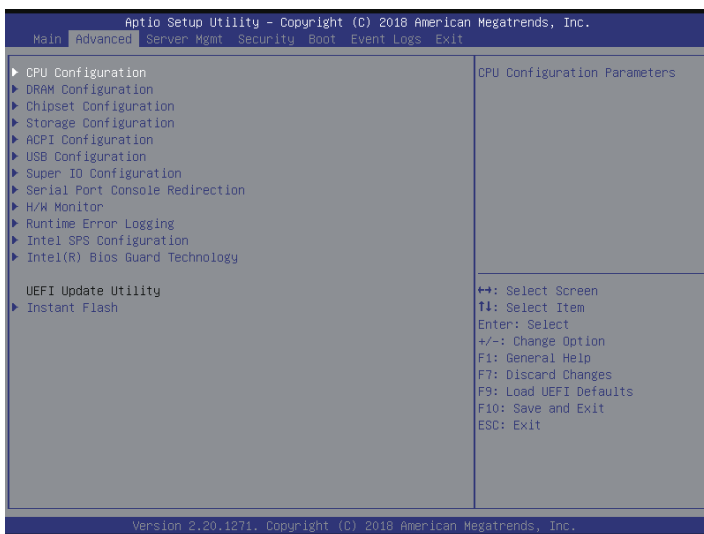 Aptio Setup Utility – Copyright (C) 2018 American Megatrends, Inc.
Main Advanced Server Mgmt Security Boot Event Logs Exit
CPU Configuration
DRAM Configuration
Chipset Configuration
Storage Configuration
ACPI Configuration
USB Configuration
Super IO Configuration
Serial Port Console Redirection
H/W Monitor
Runtime Error Logging
Intel SPS Configuration
Intel(R) Bios Guard Technology
UEFI Update Utility
Instant Flash
CPU Configuration Parameters
↔: Select Screen
↑↓: Select Item
Enter: Select
+/-: Change Option
F1: General Help
F7: Discard Changes
F9: Load UEFI Defaults
F10: Save and Exit
ESC: Exit
Version 2.20.1271. Copyright (C) 2018 American Megatrends, Inc.